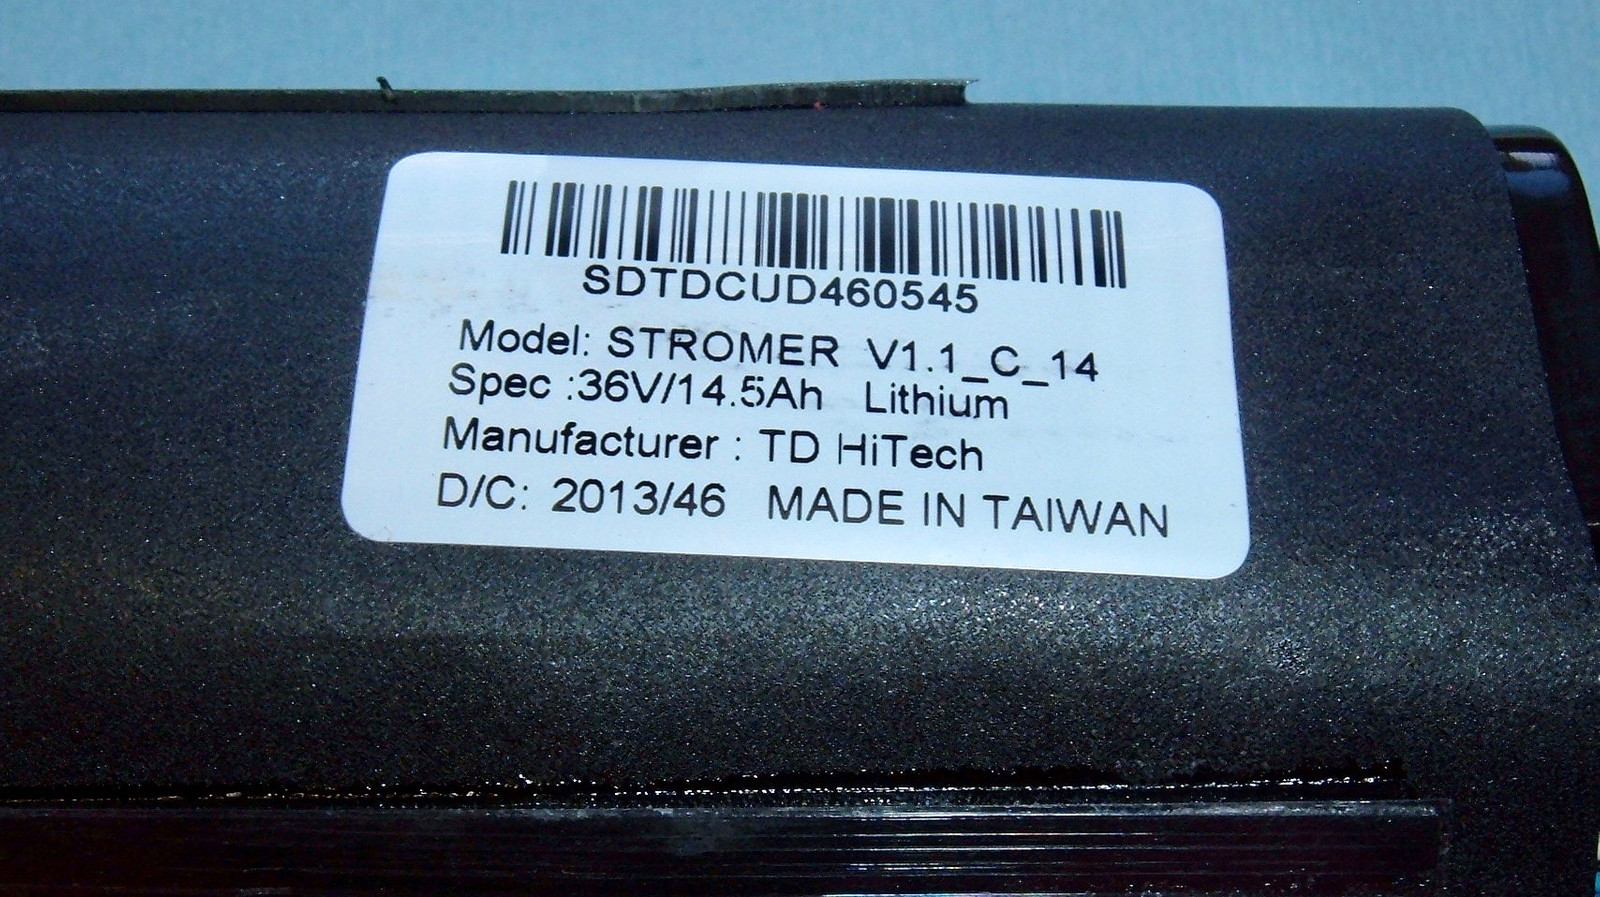 SDTDCUD460545
Model: STROMER V1.1_C_14
Spec :36V/14.5Ah Lithium
Manufacturer : TD HiTech
D/C: 2013/46 MADE IN TAIWAN